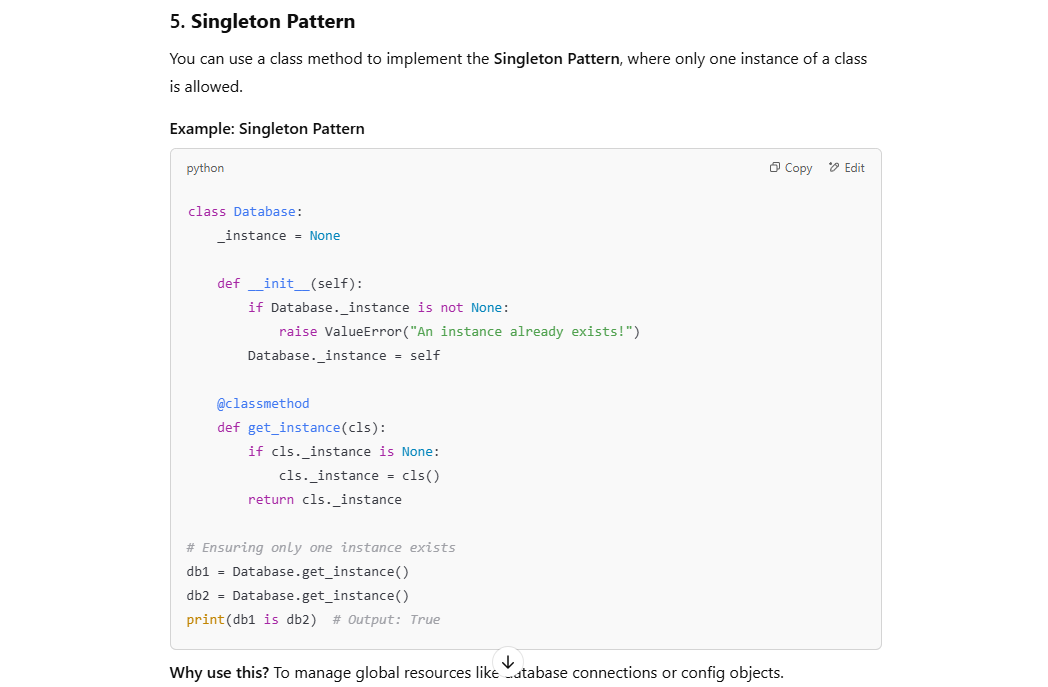 5. Singleton Pattern
You can use a class method to implement the Singleton Pattern, where only one instance of a class
is allowed.
Example: Singleton Pattern
python Copy Edit
class Database:
    _instance = None
    def __init__(self):
        if Database._instance is not None:
            raise ValueError("An instance already exists!")
        Database._instance = self
    @classmethod
    def get_instance(cls):
        if cls._instance is None:
            cls._instance = cls()
        return cls._instance
# Ensuring only one instance exists
db1 = Database.get_instance()
db2 = Database.get_instance()
print(db1 is db2)  # Output: True
Why use this? To manage global resources like database connections or config objects.